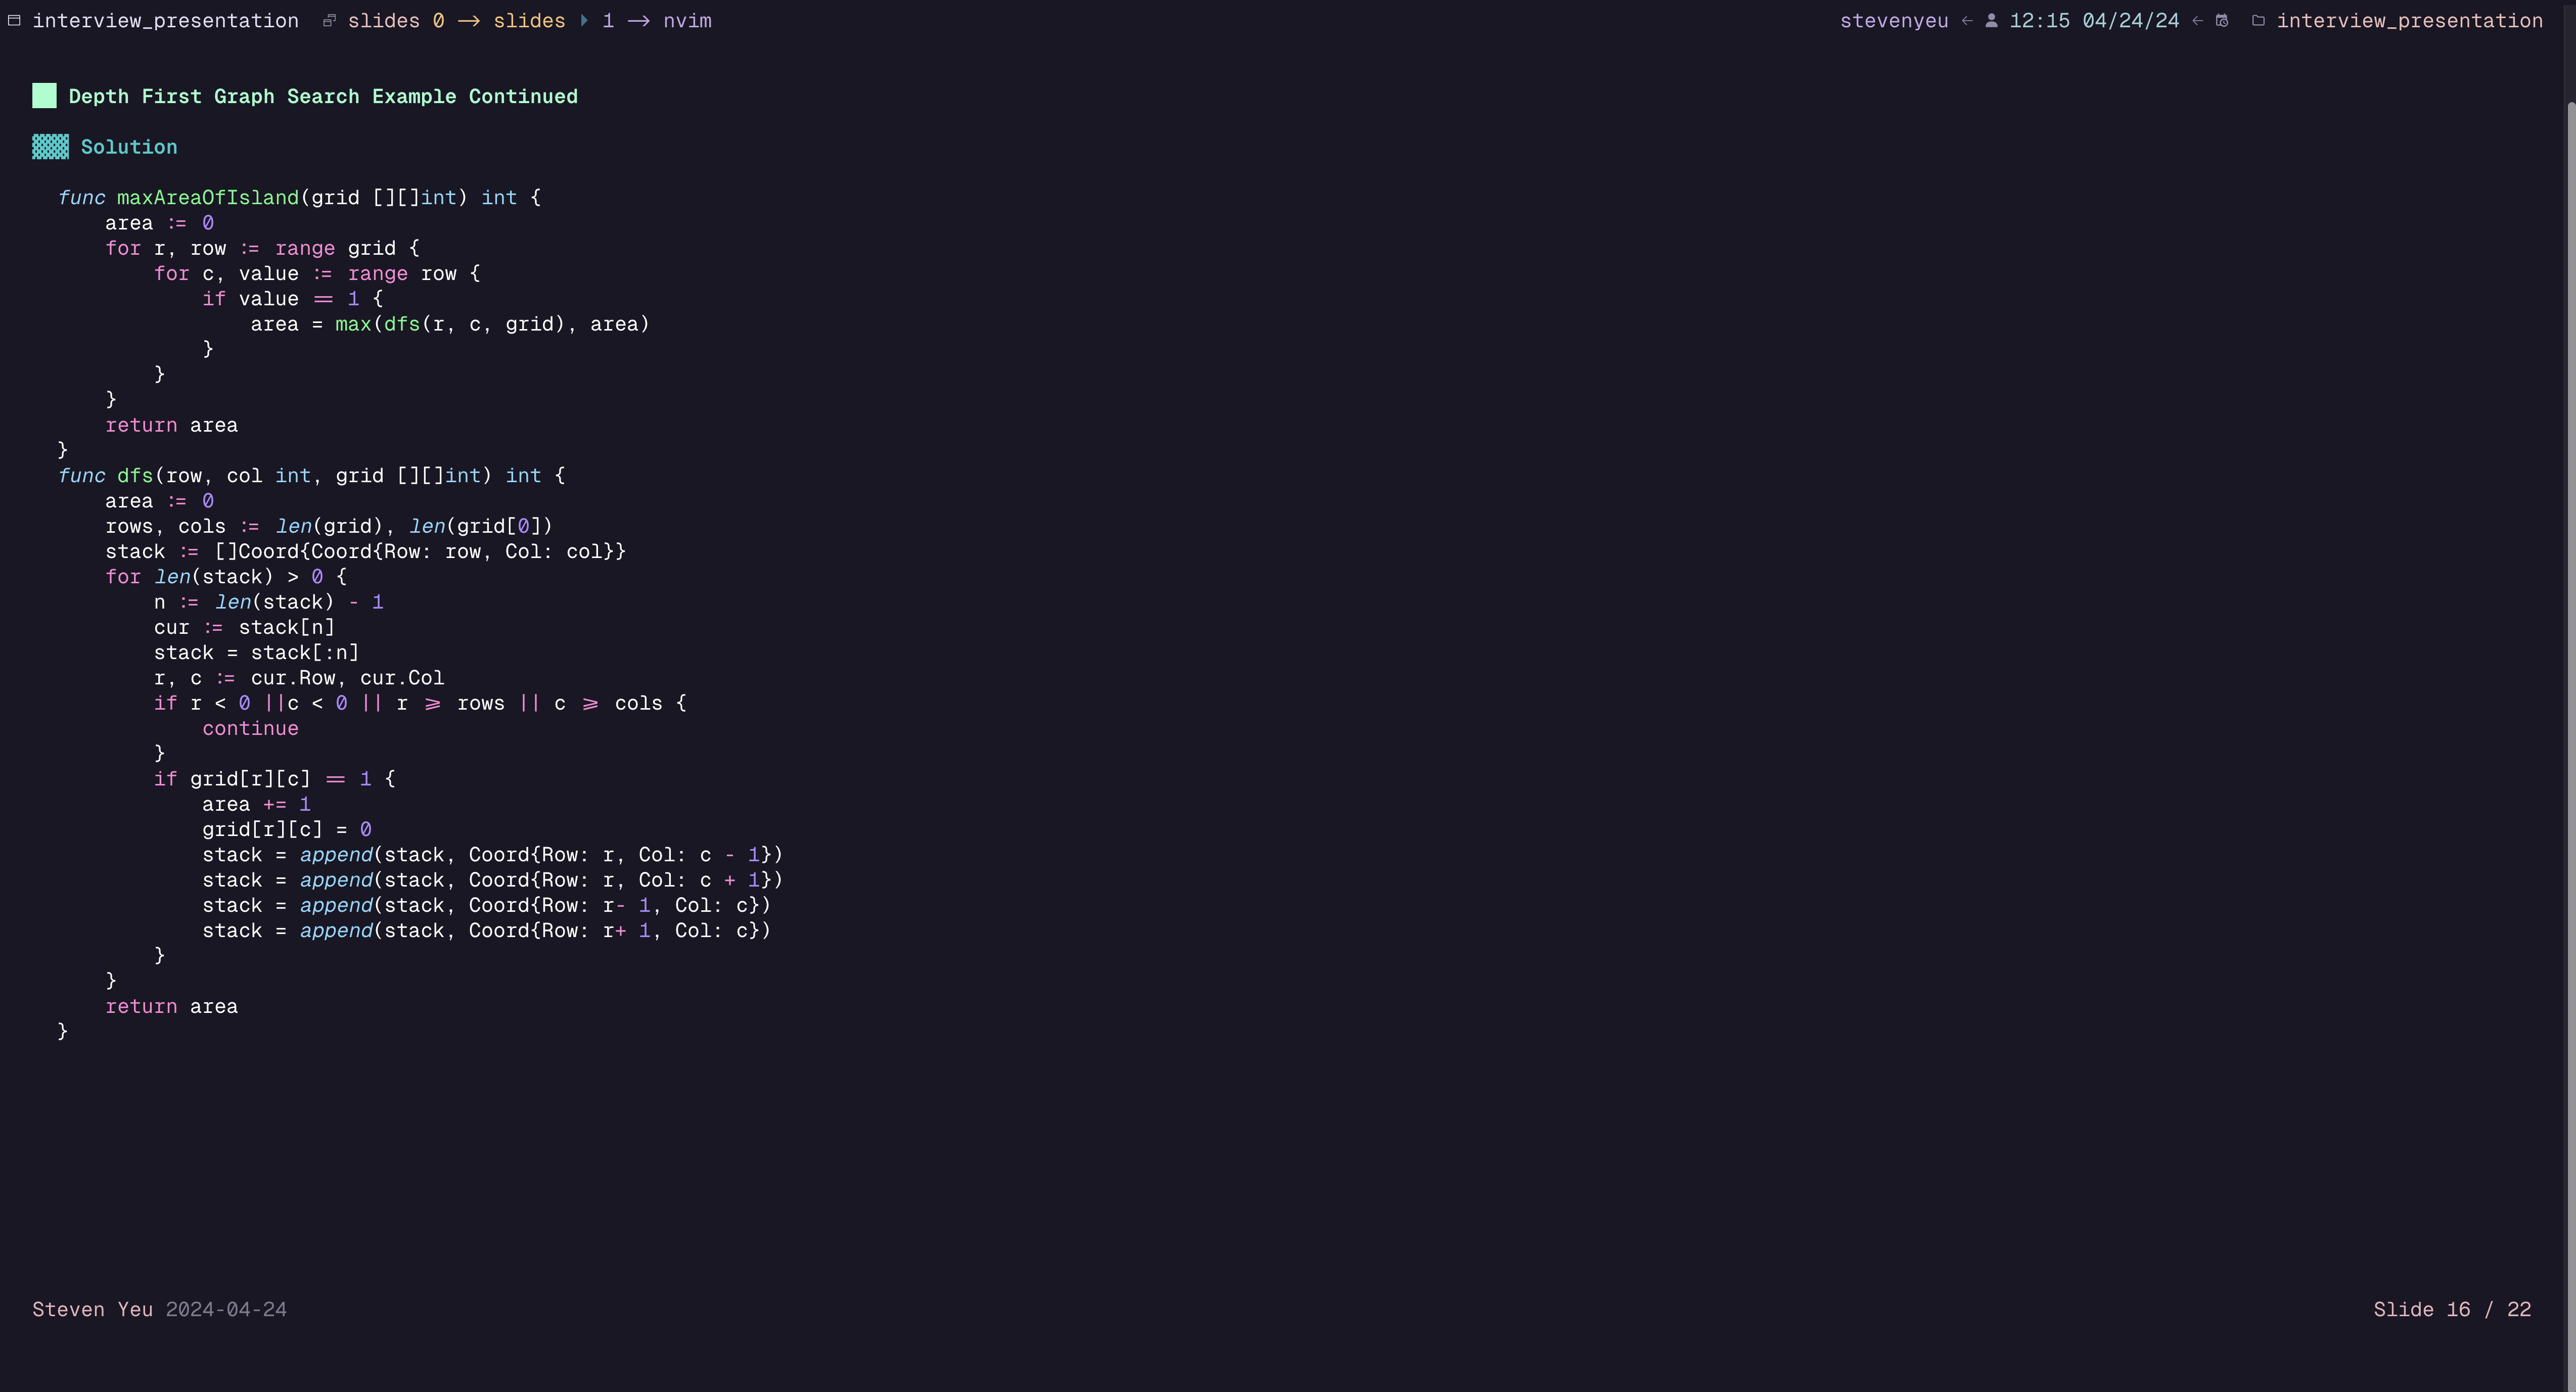 interview_presentation slides 0 → slides 1 → nvim stevenyeu ← 12:15 04/24/24 ← interview_presentation
Depth First Graph Search Example Continued
Solution
func maxAreaOfIsland(grid [][]int) int {
    area := 0
    for r, row := range grid {
        for c, value := range row {
            if value == 1 {
                area = max(dfs(r, c, grid), area)
            }
        }
    }
    return area
}
func dfs(row, col int, grid [][]int) int {
    area := 0
    rows, cols := len(grid), len(grid[0])
    stack := []Coord{Coord{Row: row, Col: col}}
    for len(stack) > 0 {
        n := len(stack) - 1
        cur := stack[n]
        stack = stack[:n]
        r, c := cur.Row, cur.Col
        if r < 0 ||c < 0 || r >= rows || c >= cols {
            continue
        }
        if grid[r][c] == 1 {
            area += 1
            grid[r][c] = 0
            stack = append(stack, Coord{Row: r, Col: c - 1})
            stack = append(stack, Coord{Row: r, Col: c + 1})
            stack = append(stack, Coord{Row: r- 1, Col: c})
            stack = append(stack, Coord{Row: r+ 1, Col: c})
        }
    }
    return area
}
Steven Yeu 2024-04-24 Slide 16 / 22